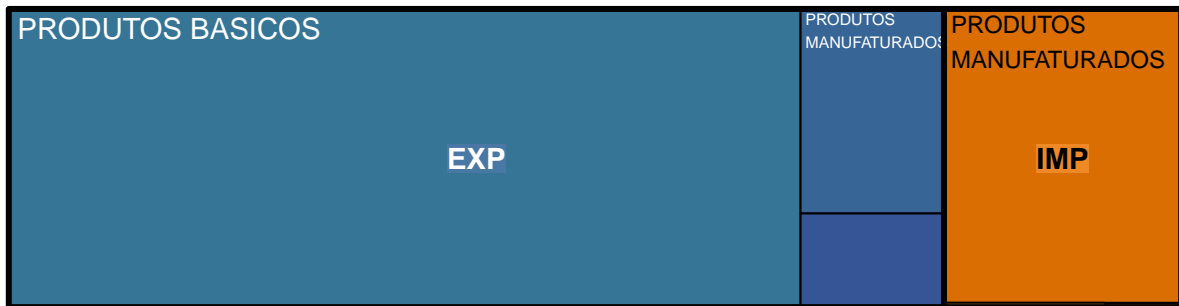 PRODUTOS BASICOS
EXP
PRODUTOS
MANUFATURADOS
PRODUTOS
MANUFATURADOS
IMP